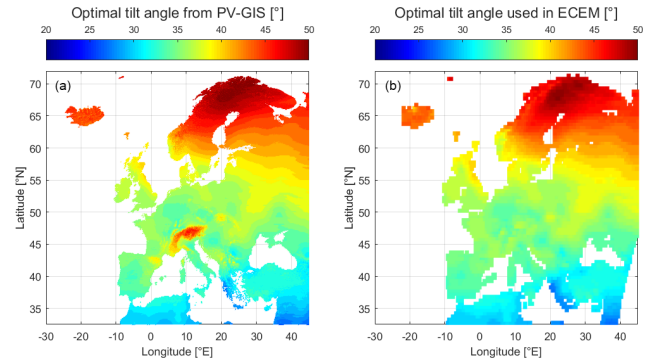 Optimal tilt angle from PV-GIS [°]
20 25 30 35 40 45 50
(a)
70
65
60
55
50
45
40
35
Latitude [°N]
-30 -20 -10 0 10 20 30 40
Longitude [°E]
Optimal tilt angle used in ECEM [°]
20 25 30 35 40 45 50
(b)
70
65
60
55
50
45
40
35
Latitude [°N]
-30 -20 -10 0 10 20 30 40
Longitude [°E]